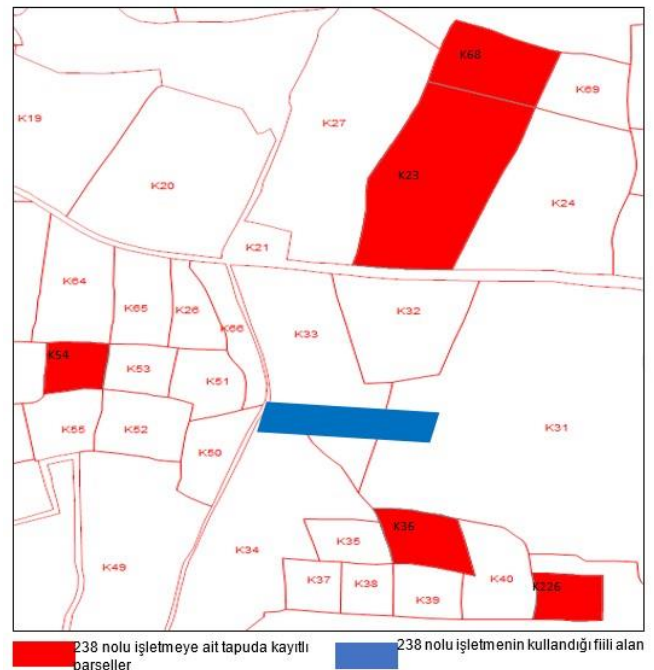 K68
K69
K19
K27
K20
K23
K24
K21
K64
K65
K26
K66
K33
K32
K54
K53
K51
K55
K52
K50
K31
K36
K35
K34
K49
K37
K38
K39
K40
K226
238 nolu işletmeye ait tapuda kayıtlı
parseller
238 nolu işletmenin kullandığı fiili alan